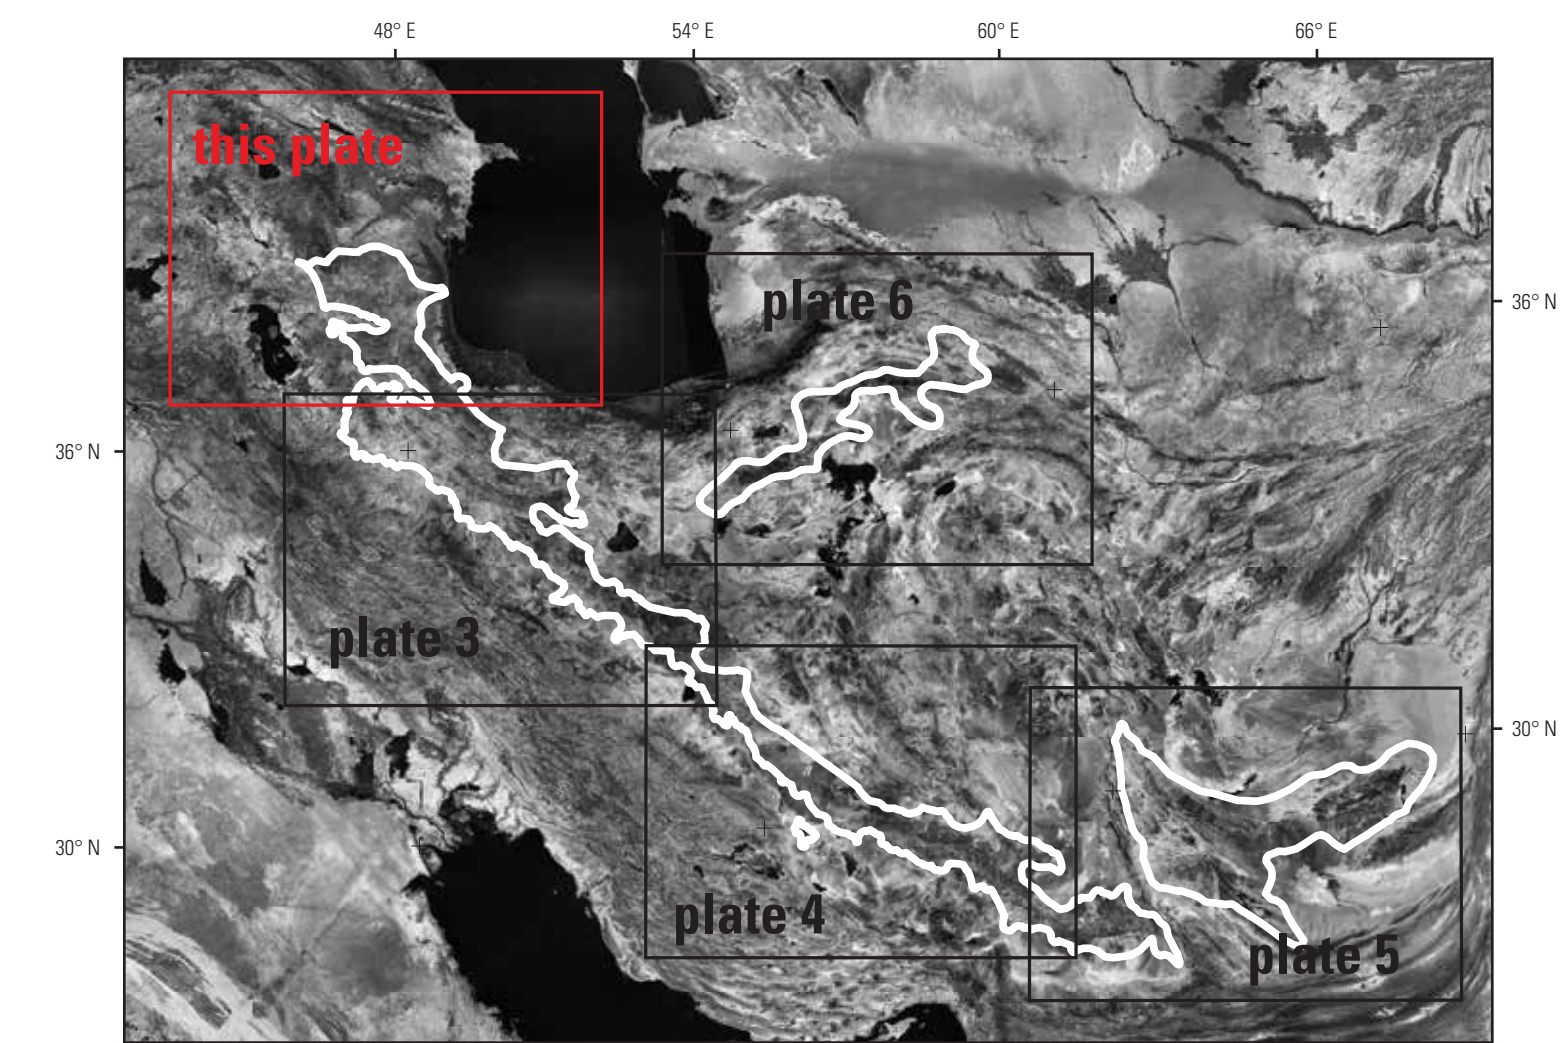 48° E
54° E
60° E
66° E
this plate
plate 6
36° N
36° N
plate 3
30° N
30° N
plate 4
plate 5